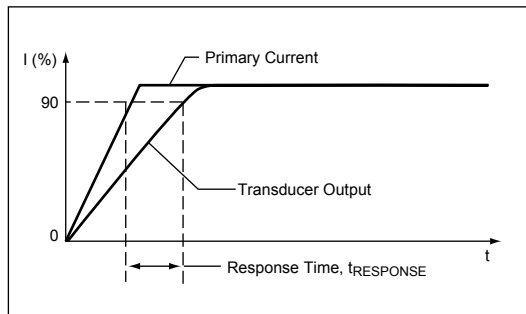 I (%)
Primary Current
90
Transducer Output
0
t
Response Time, tRESPONSE